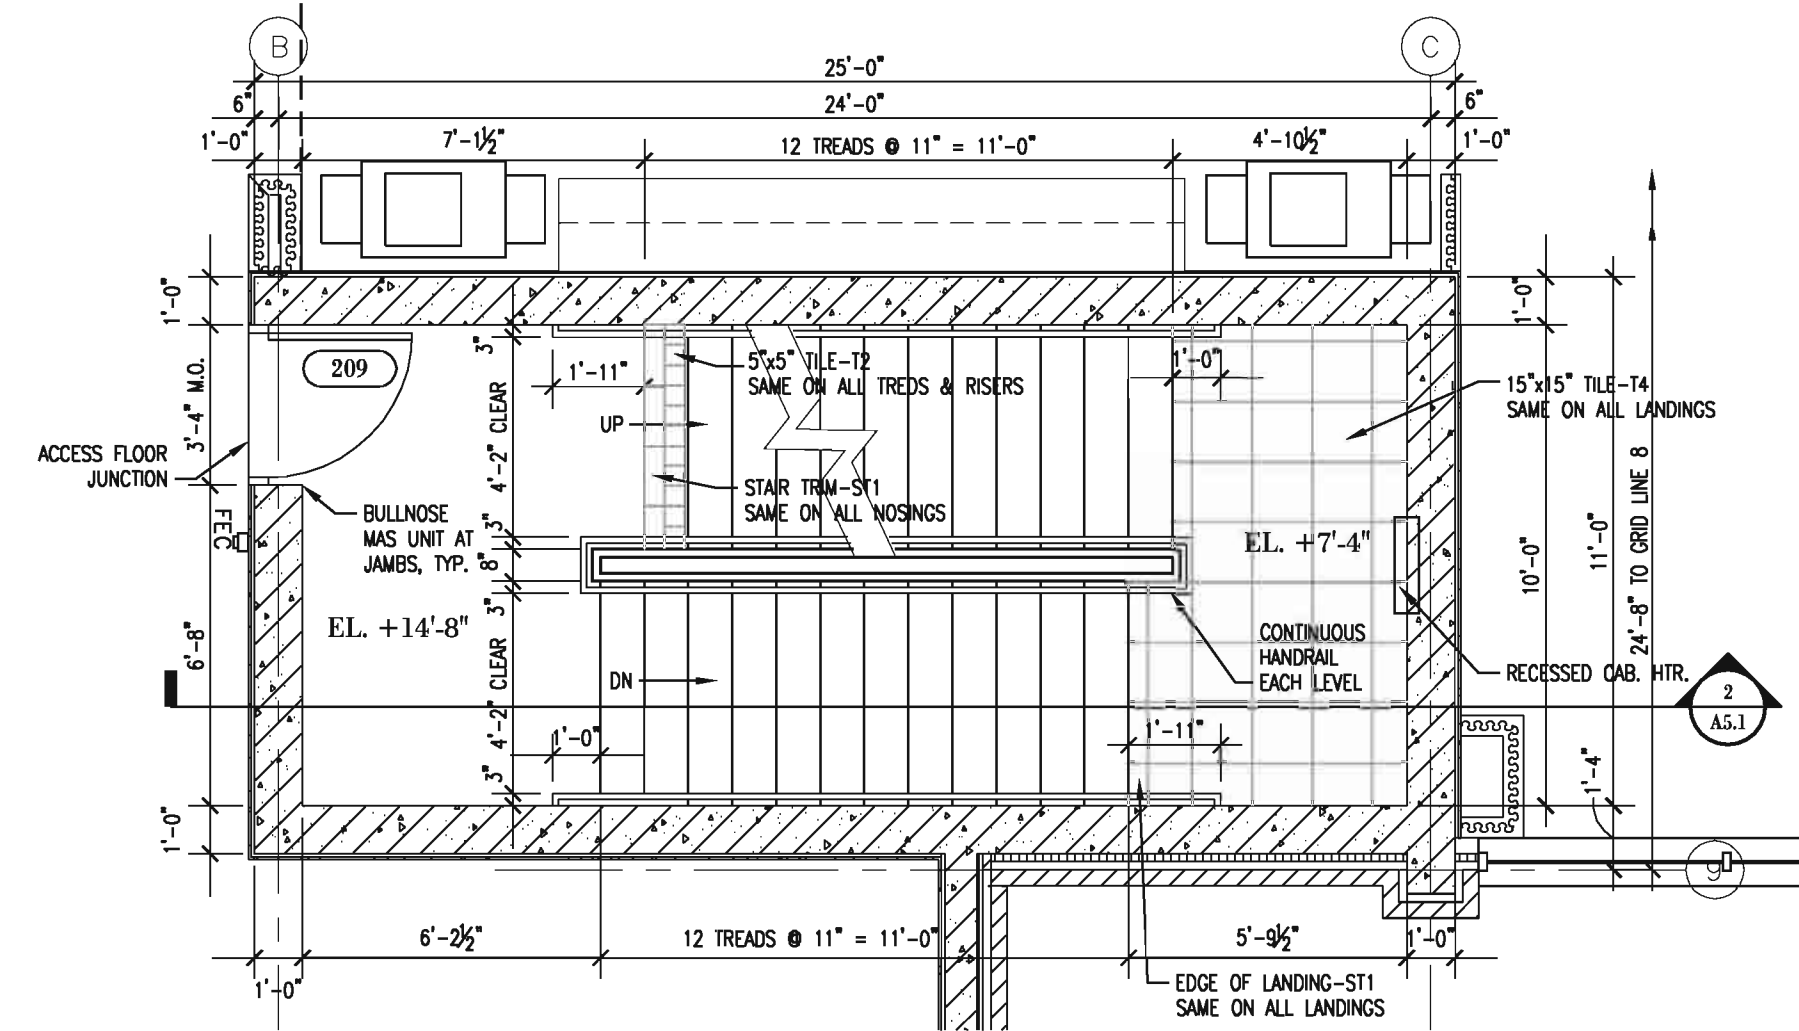 B
C
25'-0"
6"
24'-0"
6"
1'-0"
7'-1½"
12 TREADS @ 11" = 11'-0"
4'-10½"
1'-0"
1'-0"
3"
1'-0"
209
3'-4" M.O.
1'-11"
5"x5" TILE-T2
SAME ON ALL TREDS & RISERS
1'-0"
15"x15" TILE-T4
SAME ON ALL LANDINGS
4'-2" CLEAR
UP
ACCESS FLOOR
JUNCTION
STAIR TRIM-ST1
SAME ON ALL NOSINGS
FEC
BULLNOSE
MAS UNIT AT
JAMBS, TYP.
3"
8"
3"
EL. +7'-4"
10'-0"
11'-0"
24'-8" TO GRID LINE 8
EL. +14'-8"
6'-8"
CONTINUOUS
HANDRAIL
EACH LEVEL
RECESSED CAB. HTR.
4'-2" CLEAR
DN
2
A5.1
1'-0"
1'-11"
3"
1'-4"
1'-0"
9
6'-2½"
12 TREADS @ 11" = 11'-0"
5'-9½"
1'-0"
1'-0"
EDGE OF LANDING-ST1
SAME ON ALL LANDINGS